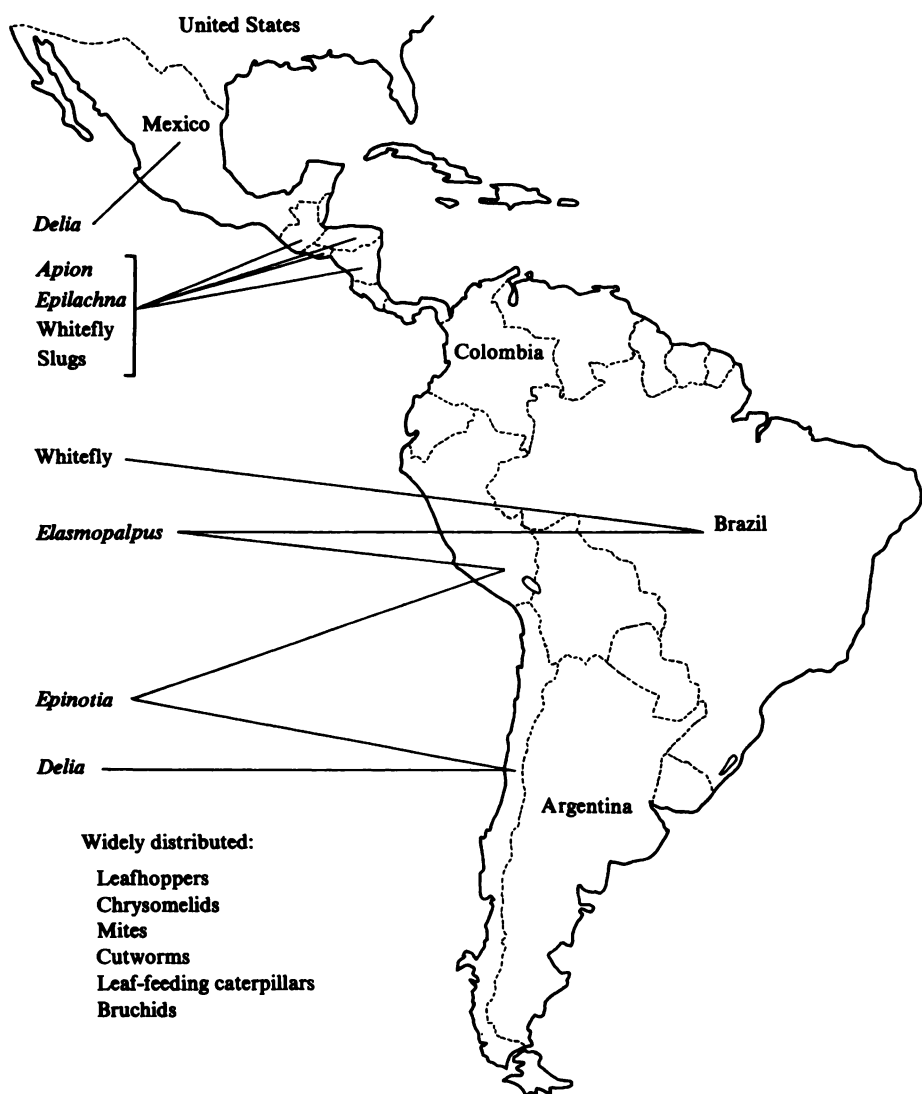 United States
Mexico
Delia
Apion
Epilachna
Whitefly
Slugs
Colombia
Whitefly
Elasmopalpus
Brazil
Epinotia
Delia
Argentina
Widely distributed:
Leafhoppers
Chrysomelids
Mites
Cutworms
Leaf-feeding caterpillars
Bruchids